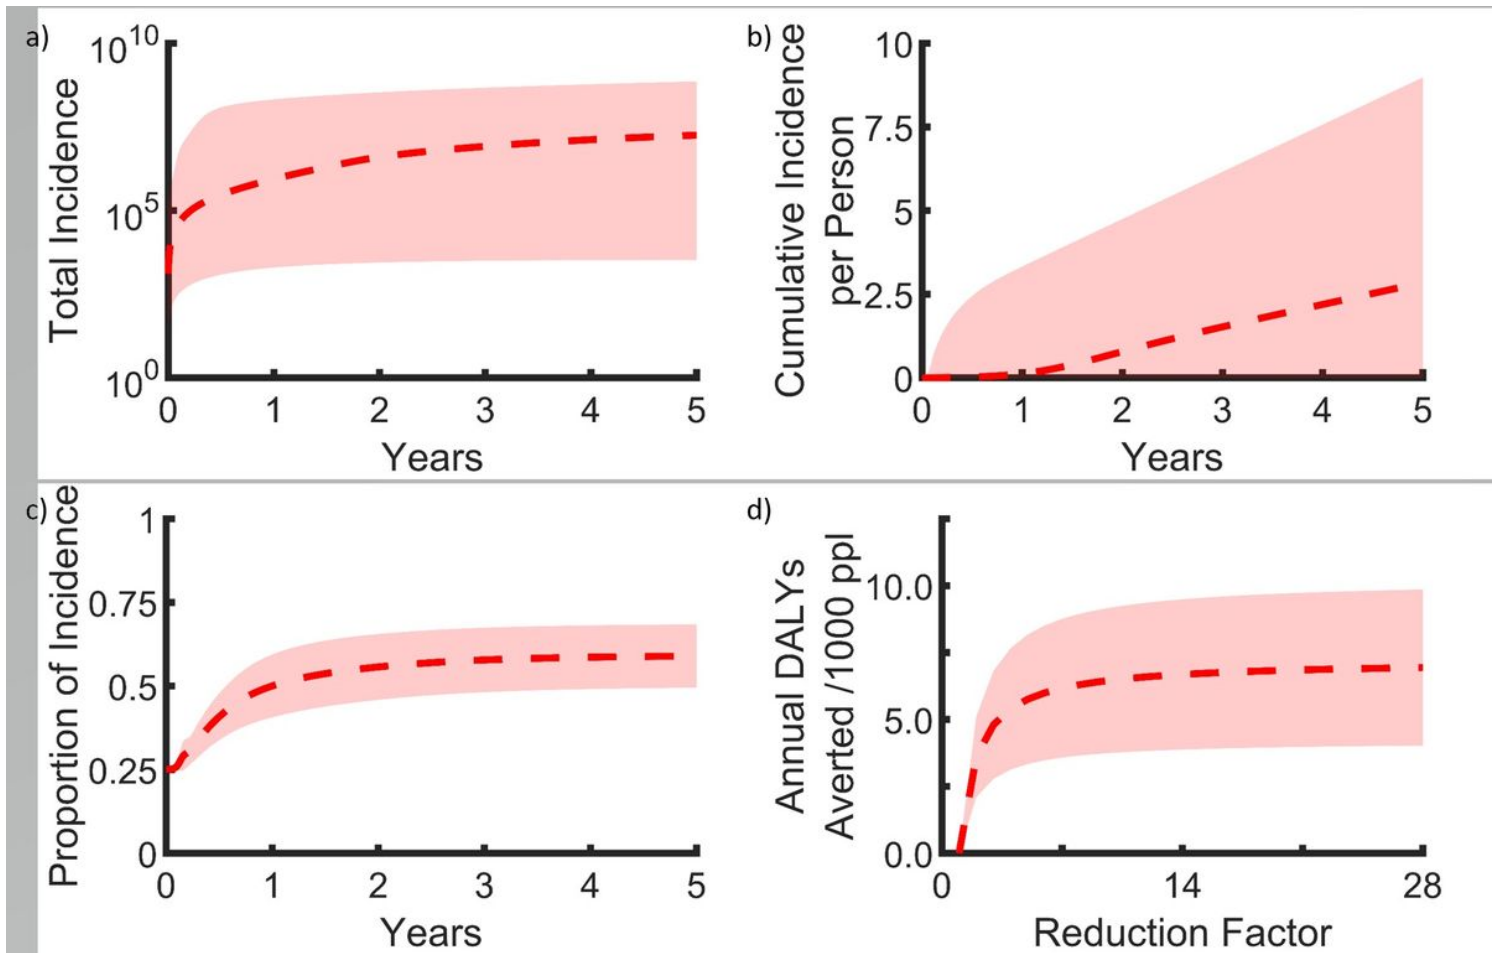 a)
Total Incidence
10^10
10^5
10^0
0 1 2 3 4 5
Years
b)
Cumulative Incidence
per Person
10
7.5
5
2.5
0
0 1 2 3 4 5
Years
c)
Proportion of Incidence
1
0.75
0.5
0.25
0
0 1 2 3 4 5
Years
d)
Annual DALYs
Averted /1000 ppl
10.0
5.0
0.0
0 14 28
Reduction Factor